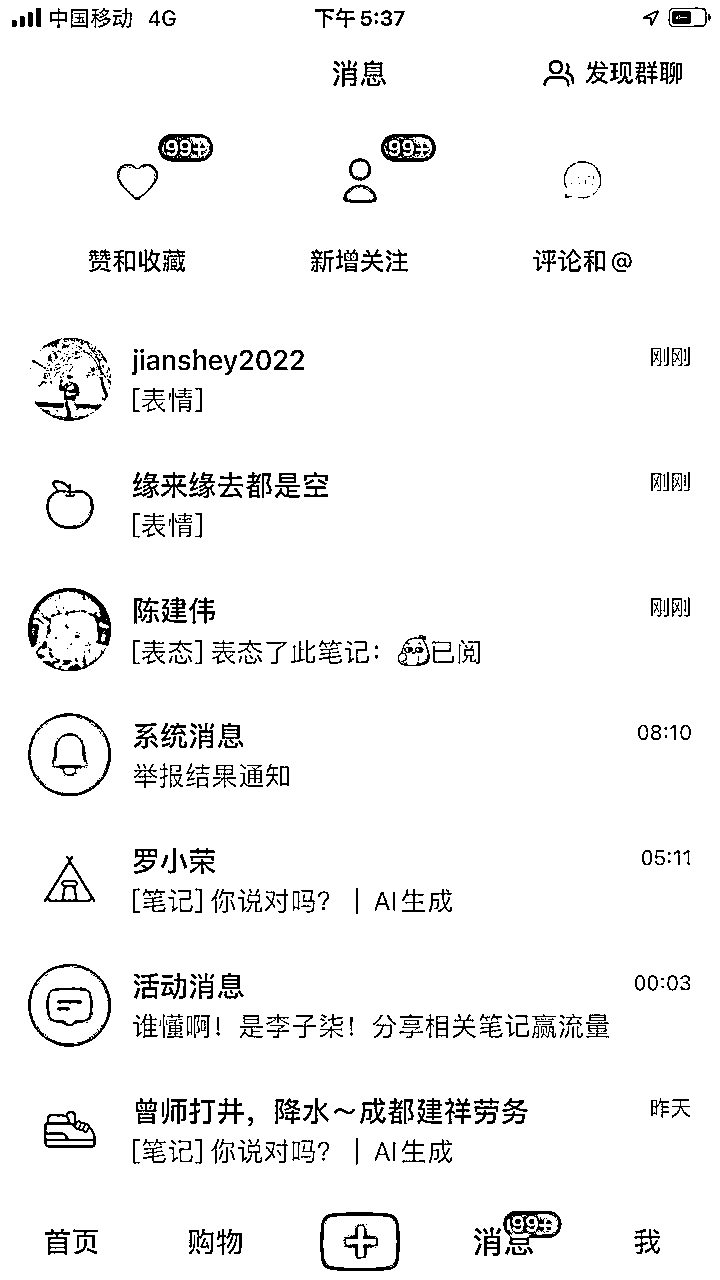 中国移动 4G 下午5:37
消息 发现群聊
99+ 99+
赞和收藏 新增关注 评论和@
jianshey2022 刚刚
[表情]
缘来缘去都是空 刚刚
[表情]
陈建伟 刚刚
[表态]表态了此笔记：已阅
系统消息 08:10
举报结果通知
罗小荣 05:11
[笔记]你说对吗？｜AI生成
活动消息 00:03
谁懂啊！是李子柒！分享相关笔记赢流量
曾师打井，降水～成都建祥劳务 昨天
[笔记]你说对吗？｜AI生成
首页 购物 消息 99+ 我